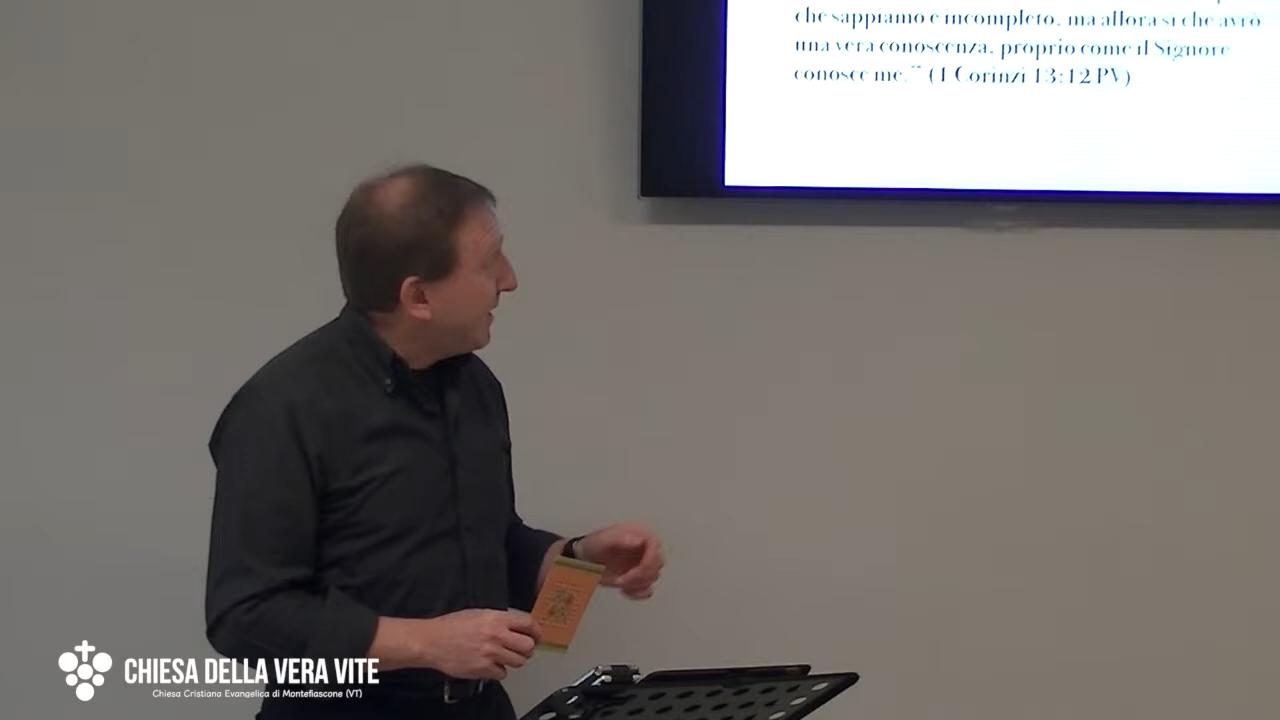 che sappiamo è incompleto, ma allora sì che avrò
una vera conoscenza, proprio come il Signore
conosce me.” (1 Corinzi 13:12 PV)
CHIESA DELLA VERA VITE
Chiesa Cristiana Evangelica di Montefiascone (VT)